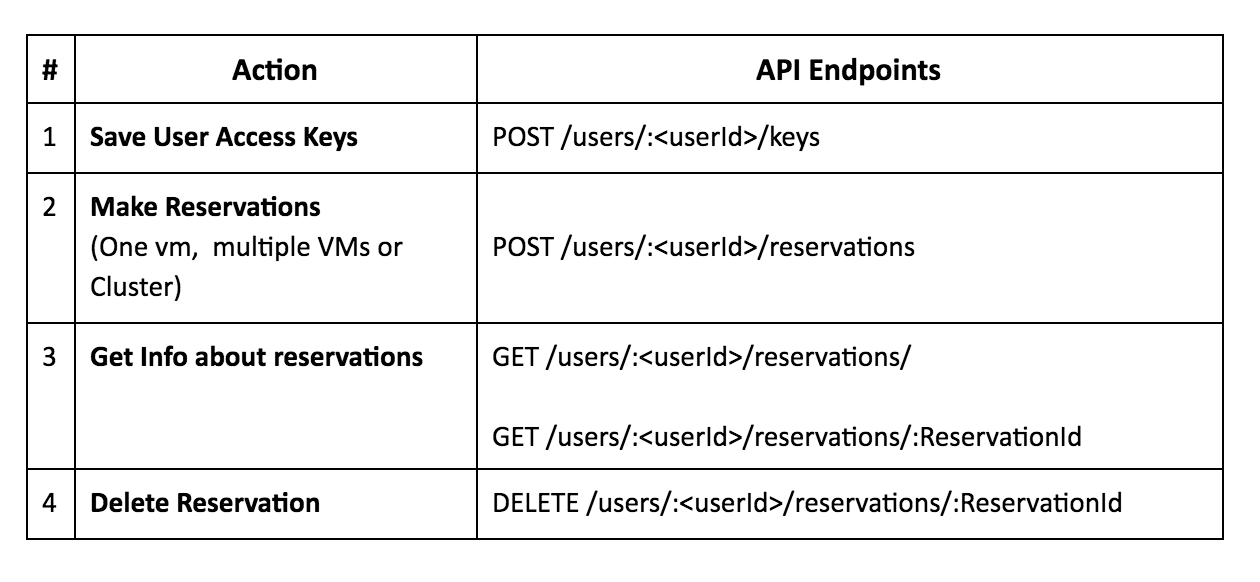 # Action API Endpoints
1 Save User Access Keys POST /users/:<userId>/keys
2 Make Reservations
(One vm,  multiple VMs or
Cluster)
POST /users/:<userId>/reservations
3 Get Info about reservations GET /users/:<userId>/reservations/
GET /users/:<userId>/reservations/:ReservationId
4 Delete Reservation DELETE /users/:<userId>/reservations/:ReservationId